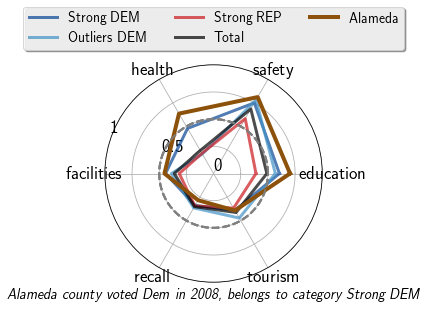 Strong DEM
Outliers DEM
Strong REP
Total
Alameda
health
safety
1
0.5
0
facilities
education
recall
tourism
Alameda county voted Dem in 2008, belongs to category Strong DEM